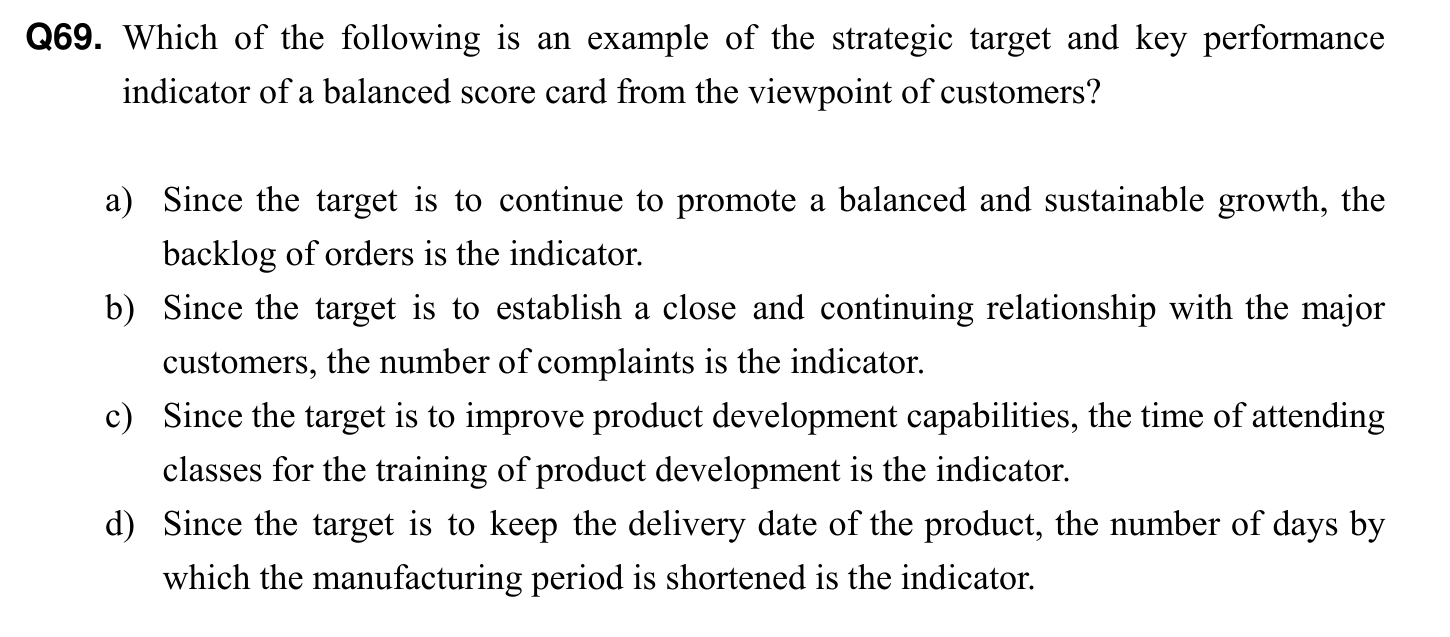 Q69. Which of the following is an example of the strategic target and key performance
indicator of a balanced score card from the viewpoint of customers?
a) Since the target is to continue to promote a balanced and sustainable growth, the
backlog of orders is the indicator.
b) Since the target is to establish a close and continuing relationship with the major
customers, the number of complaints is the indicator.
c) Since the target is to improve product development capabilities, the time of attending
classes for the training of product development is the indicator.
d) Since the target is to keep the delivery date of the product, the number of days by
which the manufacturing period is shortened is the indicator.